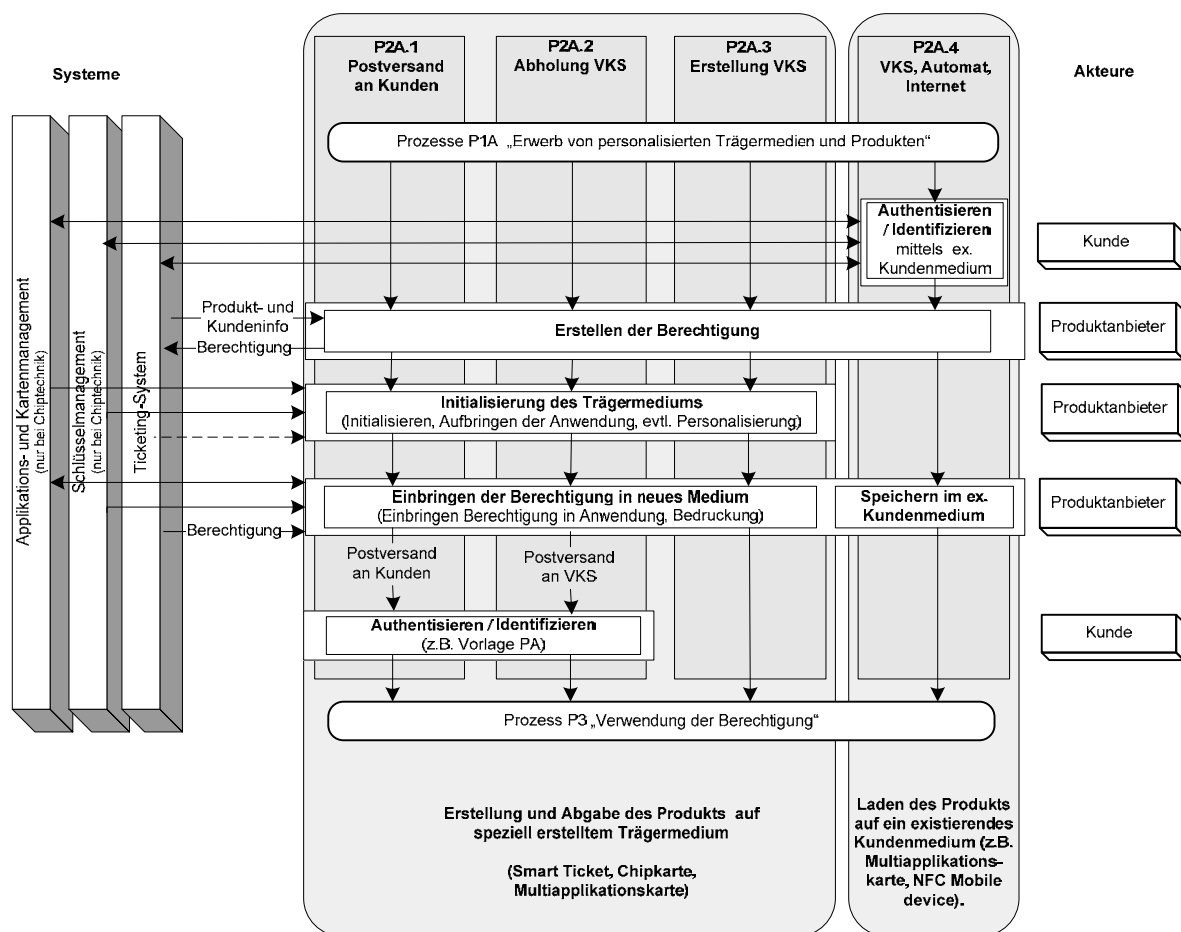 P2A.1
Postversand
an Kunden
P2A.2
Abholung VKS
P2A.3
Erstellung VKS
P2A.4
VKS, Automat,
Internet
Systeme
Akteure
Prozesse P1A „Erwerb von personalisierten Trägermedien und Produkten“
Authentisieren
/ Identifizieren
mittels ex.
Kundenmedium
Kunde
Produkt- und
Kundeninfo
Berechtigung
Erstellen der Berechtigung
Produktanbieter
Applikations- und Kartenmanagement
(nur bei Chiptechnik)
Schlüsselmanagement
(nur bei Chiptechnik)
Ticketing-System
Initialisierung des Trägermediums
(Initialisieren, Aufbringen der Anwendung, evtl. Personalisierung)
Produktanbieter
Einbringen der Berechtigung in neues Medium
(Einbringen Berechtigung in Anwendung, Bedruckung)
Speichern im ex-
Kundenmedium
Produktanbieter
Berechtigung
Postversand
an Kunden
Postversand
an VKS
Authentisieren / Identifizieren
(z.B. Vorlage PA)
Kunde
Prozess P3 „Verwendung der Berechtigung“
Erstellung und Abgabe des Produkts auf
speziell erstelltem Trägermedium
(Smart Ticket, Chipkarte,
Multiapplikationskarte)
Laden des Produkts
auf ein existierendes
Kundenmedium (z.B.
Multiapplikations-
karte, NFC Mobile
device).